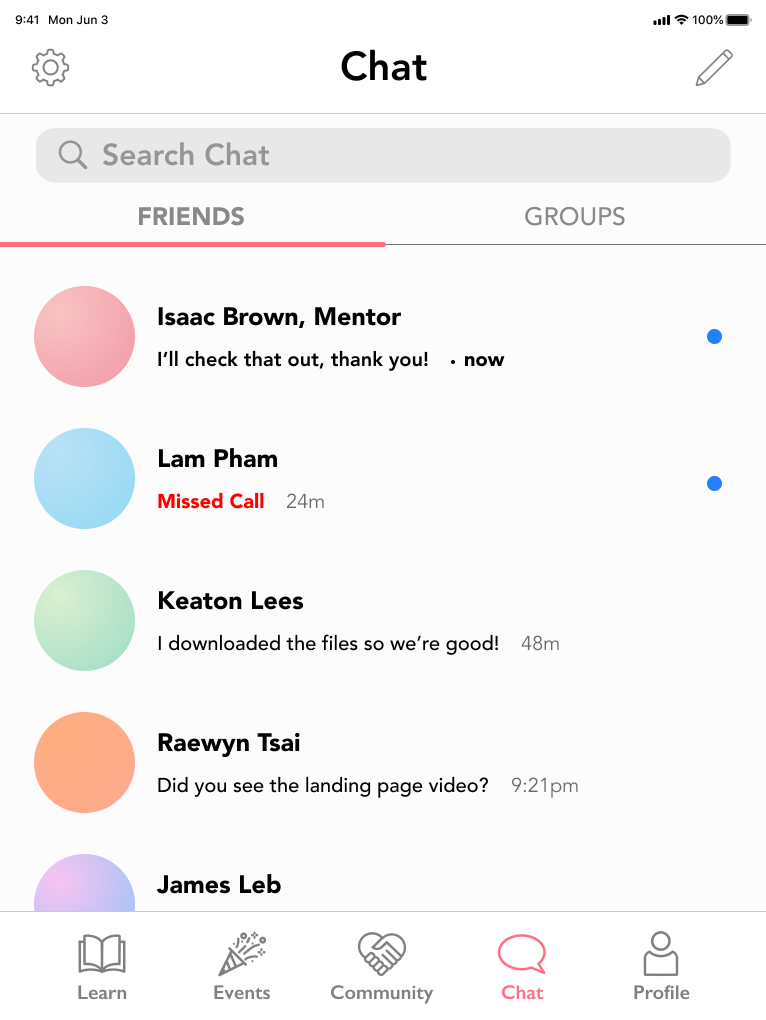 9:41 Mon Jun 3 100%
Chat
Search Chat
FRIENDS GROUPS
Isaac Brown, Mentor
I’ll check that out, thank you! • now
Lam Pham
Missed Call 24m
Keaton Lees
I downloaded the files so we’re good! 48m
Raewyn Tsai
Did you see the landing page video? 9:21pm
James Leb
Learn Events Community Chat Profile